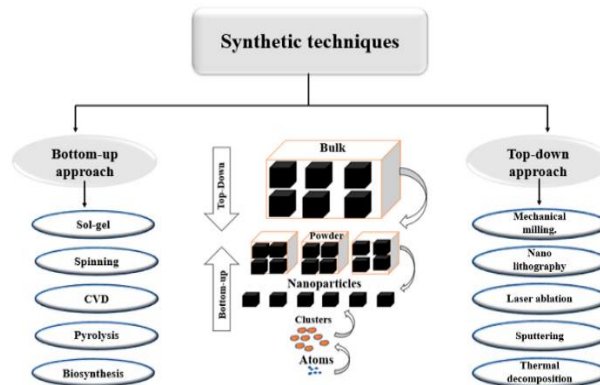 Synthetic techniques
Bottom-up
approach
Sol-gel
Spinning
CVD
Pyrolysis
Biosynthesis
Top-Down
Bottom-up
Bulk
Powder
Nanoparticles
Clusters
Atoms
Top-down
approach
Mechanical
milling.
Nano
lithography
Laser ablation
Sputtering
Thermal
decomposition